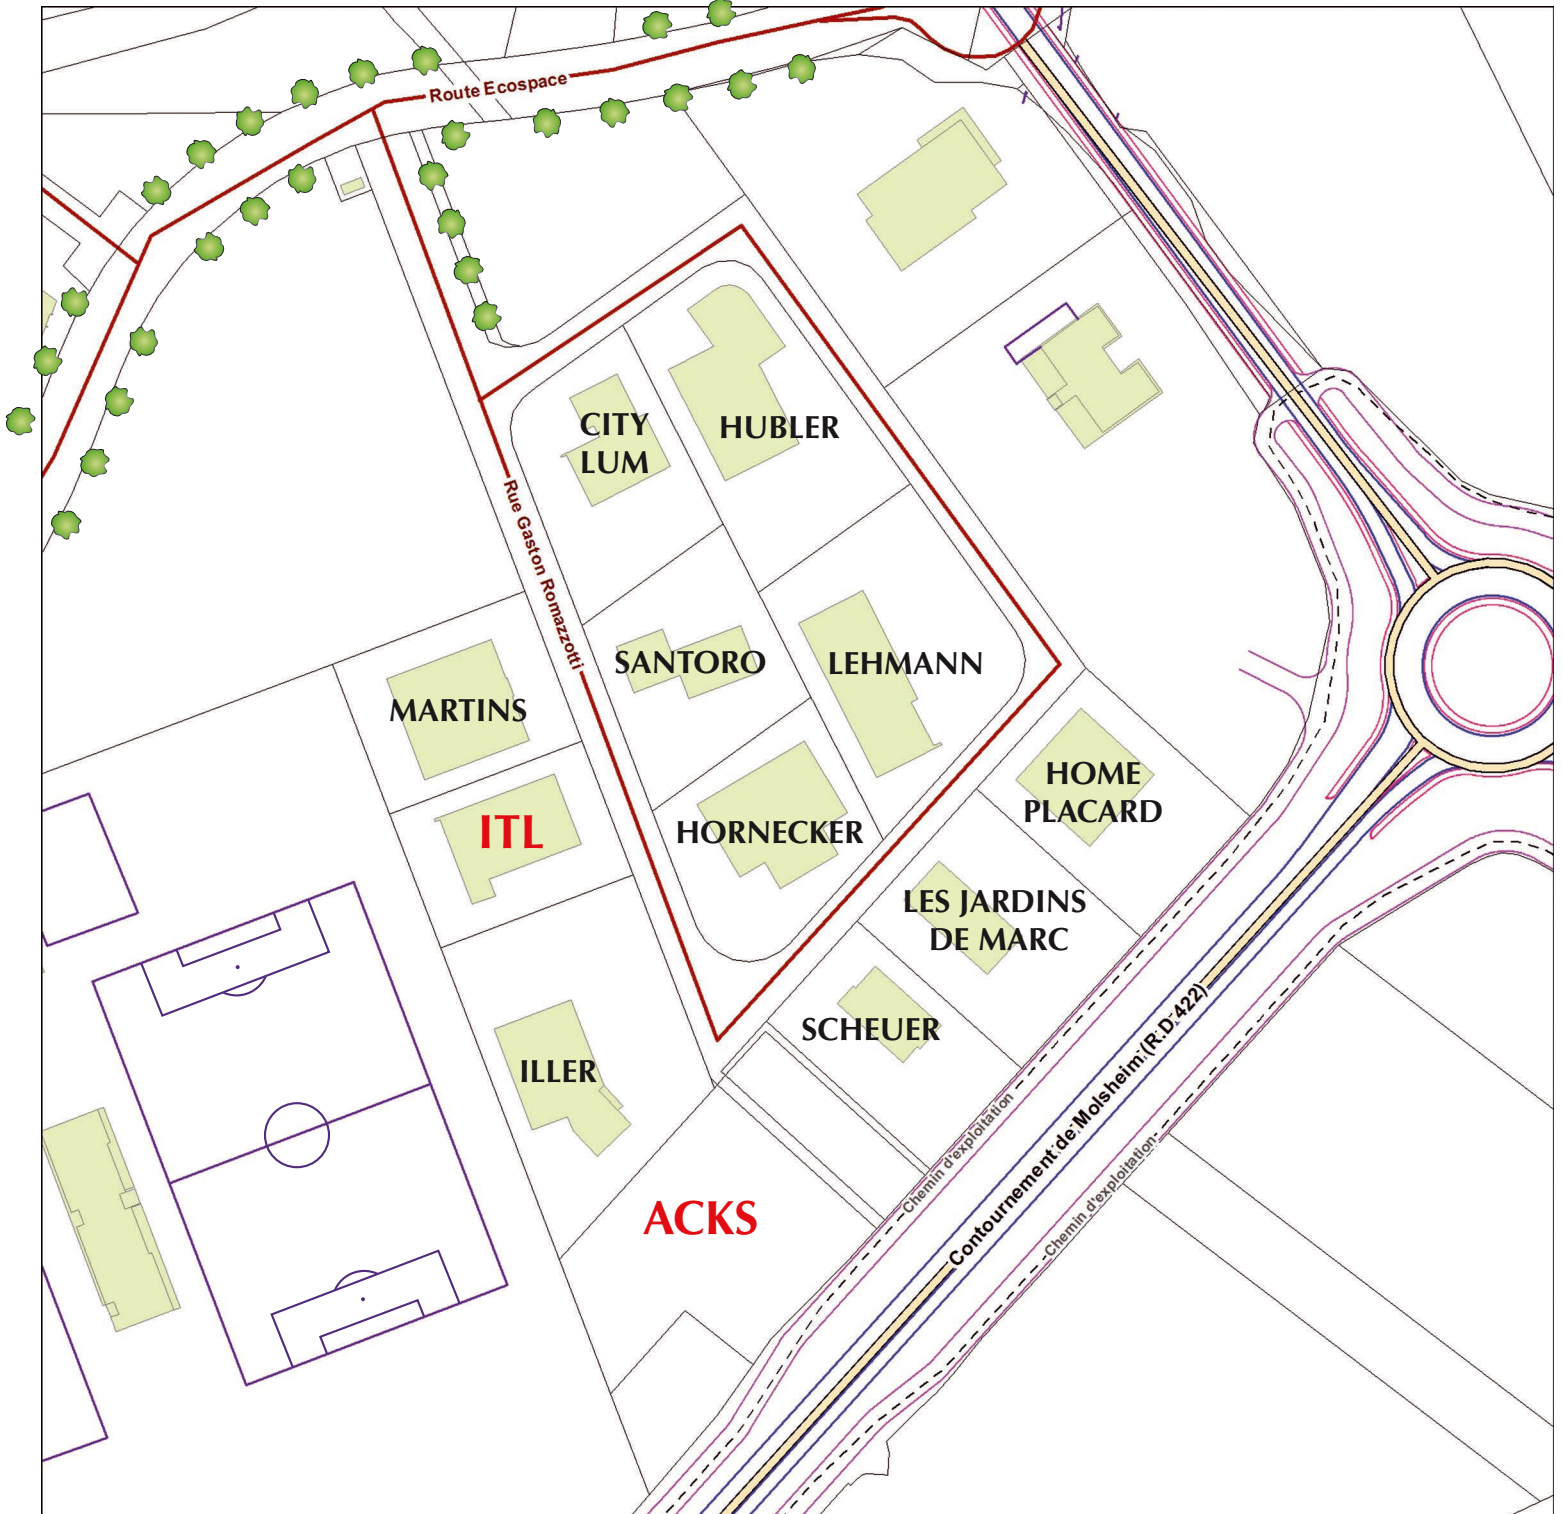 Route Ecospace
CITY
LUM
HUBLER
Rue Gaston Romazzotti
SANTORO
LEHMANN
MARTINS
HOME
PLACARD
ITL
HORNECKER
LES JARDINS
DE MARC
SCHEUER
ILLER
Contournement de Molsheim (R.D.422)
Chemin d'exploitation
Chemin d'exploitation
ACKS